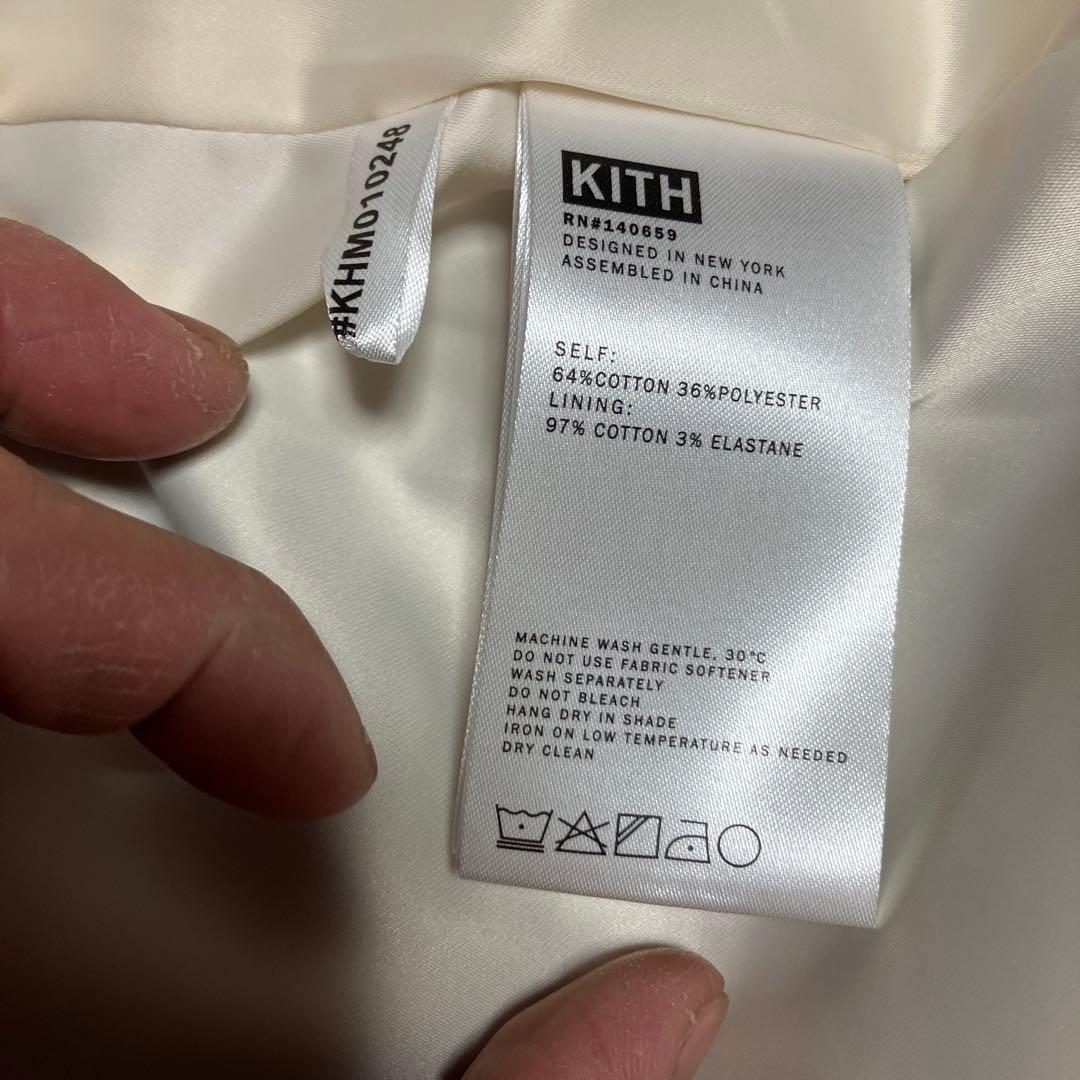 #KHM010248
KITH
RN#140659
DESIGNED IN NEW YORK
ASSEMBLED IN CHINA
SELF:
64%COTTON 36%POLYESTER
LINING:
97% COTTON 3% ELASTANE
MACHINE WASH GENTLE, 30°C
DO NOT USE FABRIC SOFTENER
WASH SEPARATELY
DO NOT BLEACH
HANG DRY IN SHADE
IRON ON LOW TEMPERATURE AS NEEDED
DRY CLEAN